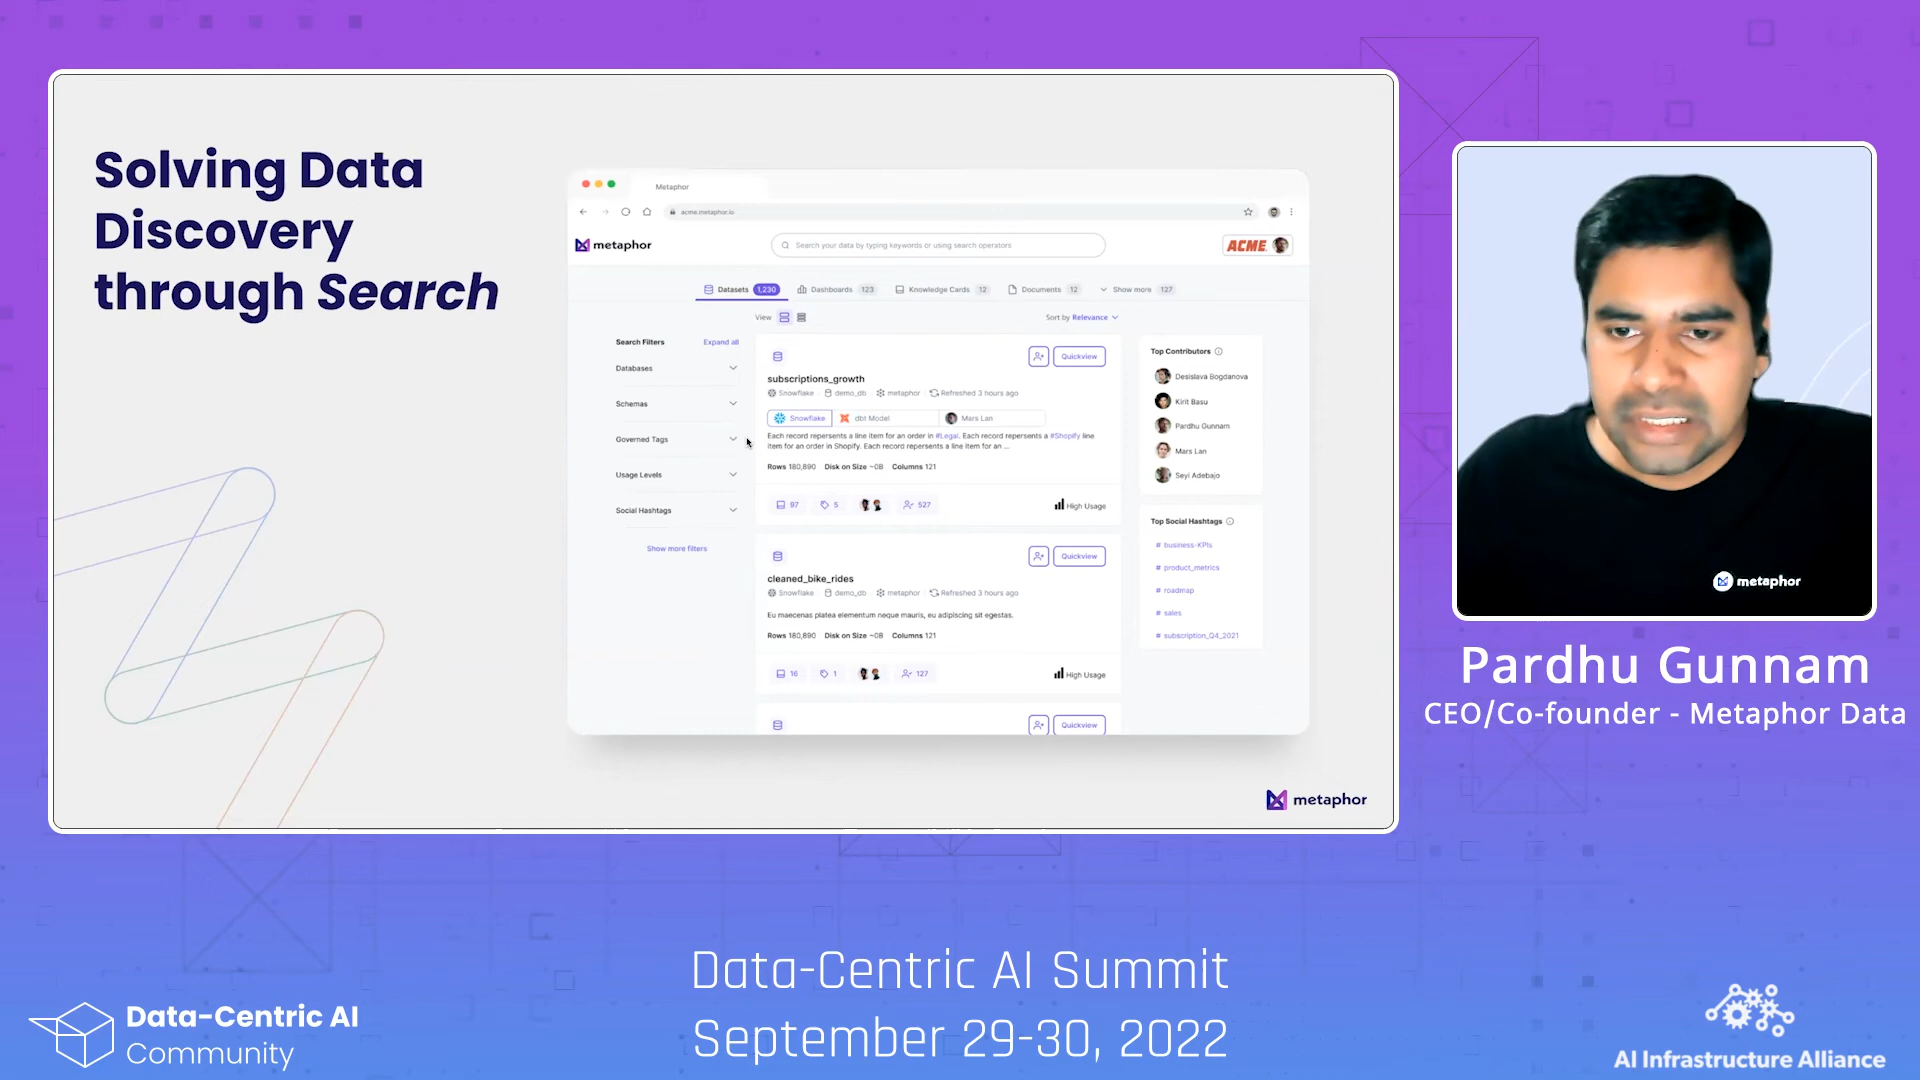 Solving Data
Discovery
through Search
Metaphor
acme.metaphor.io
metaphor
Search your data by typing keywords or using search operators
ACME
Datasets 1,230 Dashboards 123 Knowledge Cards 12 Documents 12 Show more 127
View
Sort by Relevance
Search Filters Expand all
Databases
Schemas
Governed Tags
Usage Levels
Social Hashtags
Show more filters
Quickview
subscriptions_growth
Snowflake demo_db metaphor Refreshed 3 hours ago
Snowflake dbt Model Mars Lan
Each record repersents a line item for an order in #Legal. Each record repersents a #Shopify line
item for an order in Shopify. Each record repersents a line item for an ...
Rows 180,890 Disk on Size ~0B Columns 121
97 5 527 High Usage
Quickview
cleaned_bike_rides
Snowflake demo_db metaphor Refreshed 3 hours ago
Eu maecenas platea elementum neque mauris, eu adipiscing sit egestas.
Rows 180,890 Disk on Size ~0B Columns 121
16 1 127 High Usage
Quickview
Top Contributors
Desislava Bogdanova
Kirit Basu
Pardhu Gunnam
Mars Lan
Seyi Adebajo
Top Social Hashtags
# business-KPIs
# product_metrics
# roadmap
# sales
# subscription_Q4_2021
metaphor
metaphor
Pardhu Gunnam
CEO/Co-founder - Metaphor Data
Data-Centric AI Summit
September 29-30, 2022
Data-Centric AI
Community
AI Infrastructure Alliance